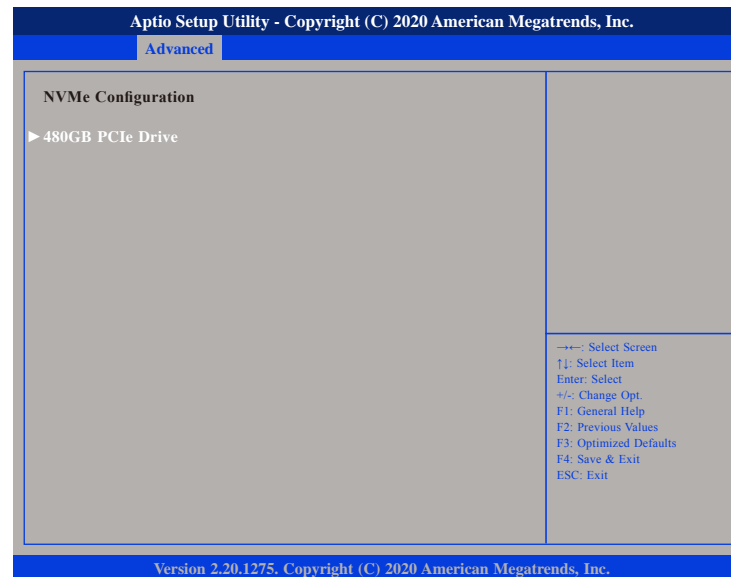 Aptio Setup Utility - Copyright (C) 2020 American Megatrends, Inc.
Advanced
NVMe Configuration
►480GB PCIe Drive
→←: Select Screen
↑↓: Select Item
Enter: Select
+/-: Change Opt.
F1: General Help
F2: Previous Values
F3: Optimized Defaults
F4: Save & Exit
ESC: Exit
Version 2.20.1275. Copyright (C) 2020 American Megatrends, Inc.